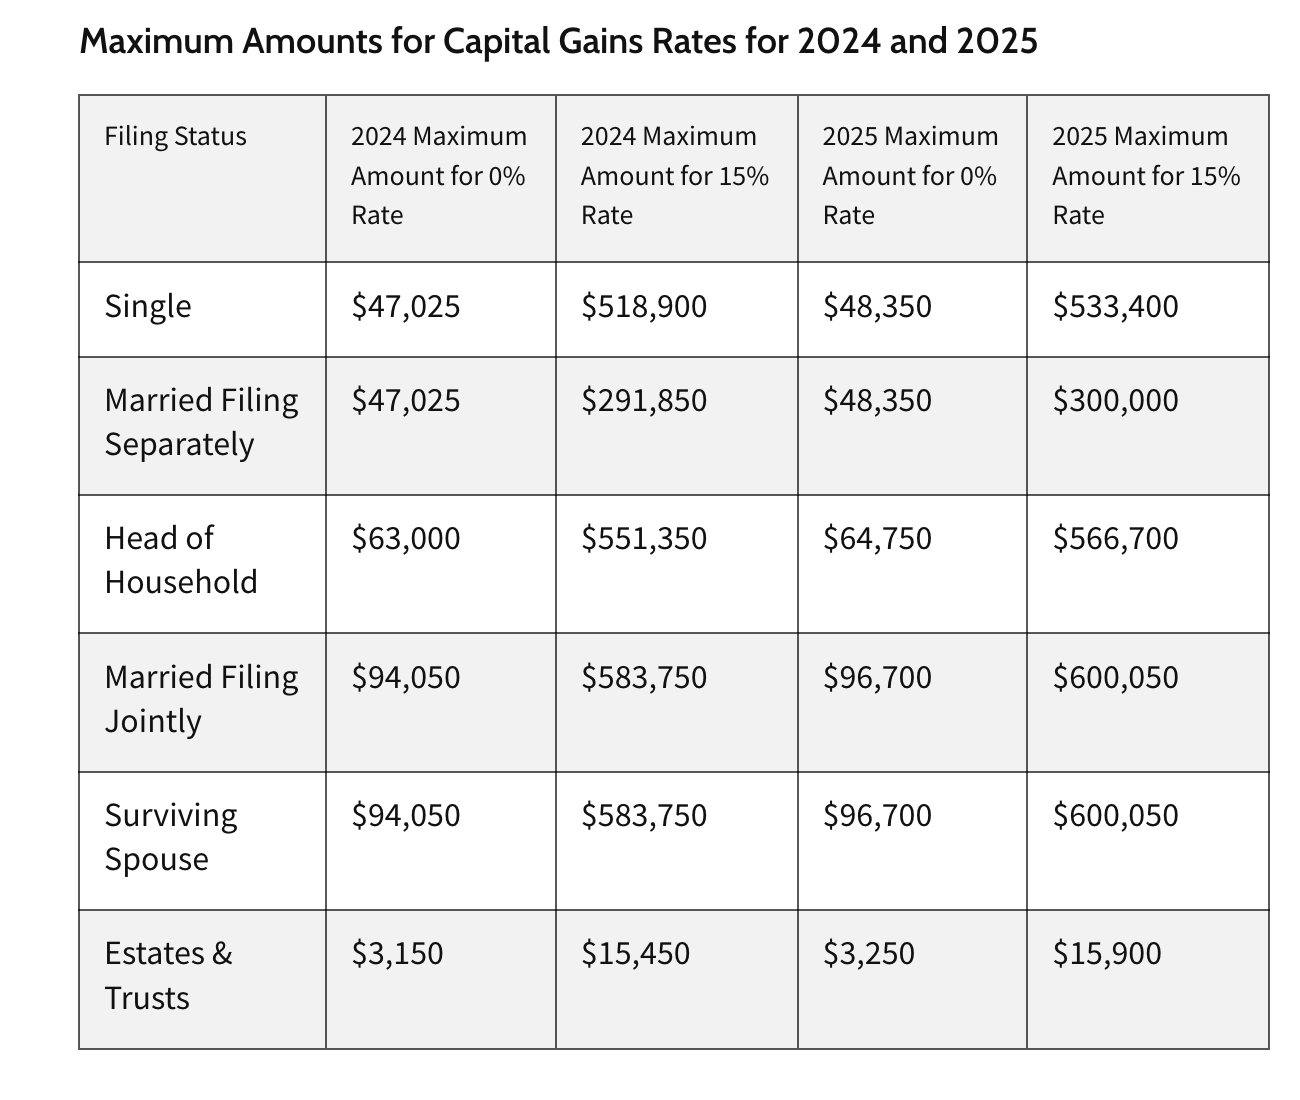 Maximum Amounts for Capital Gains Rates for 2024 and 2025
Filing Status
2024 Maximum
Amount for 0%
Rate
2024 Maximum
Amount for 15%
Rate
2025 Maximum
Amount for 0%
Rate
2025 Maximum
Amount for 15%
Rate
Single
$47,025
$518,900
$48,350
$533,400
Married Filing
Separately
$47,025
$291,850
$48,350
$300,000
Head of
Household
$63,000
$551,350
$64,750
$566,700
Married Filing
Jointly
$94,050
$583,750
$96,700
$600,050
Surviving
Spouse
$94,050
$583,750
$96,700
$600,050
Estates &
Trusts
$3,150
$15,450
$3,250
$15,900